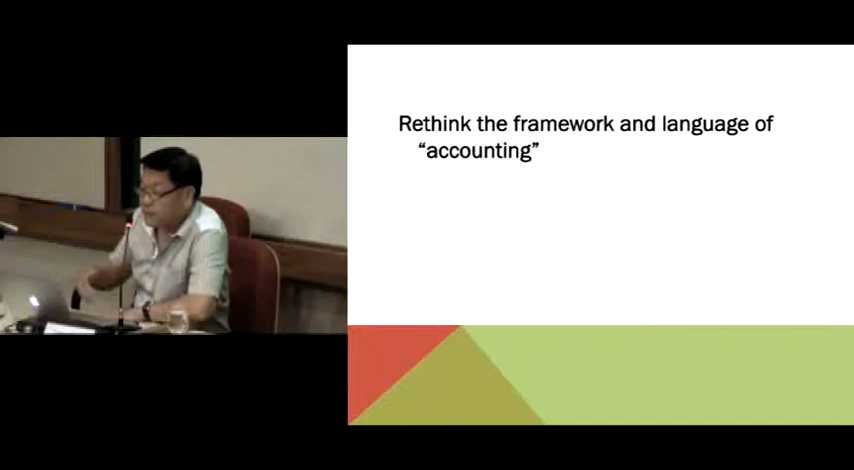 Rethink the framework and language of
“accounting”